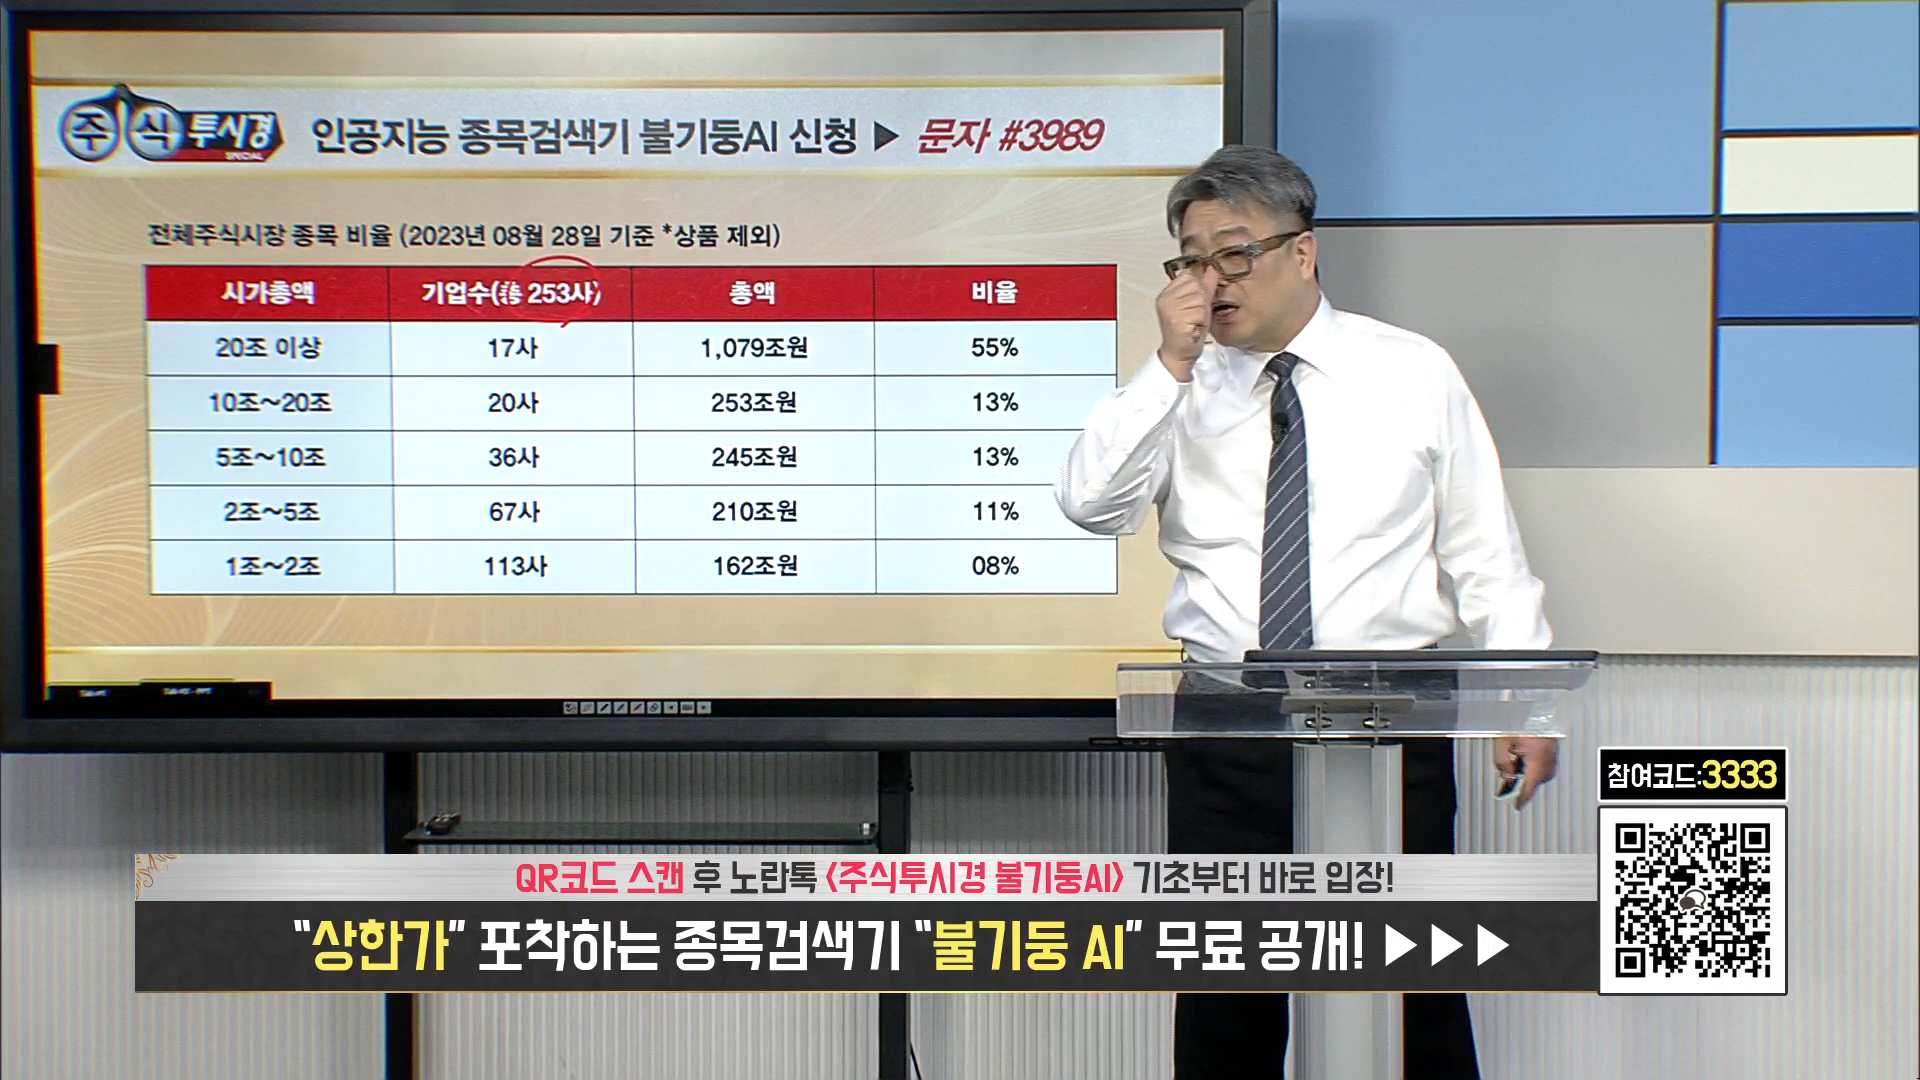 주식투시경
SPECIAL
인공지능 종목검색기 불기둥AI 신청 ▶ 문자 #3989
전체주식시장 종목 비율 (2023년 08월 28일 기준 *상품 제외)
시가총액 기업수(총 253사) 총액 비율
20조 이상 17사 1,079조원 55%
10조~20조 20사 253조원 13%
5조~10조 36사 245조원 13%
2조~5조 67사 210조원 11%
1조~2조 113사 162조원 08%
참여코드:3333
QR코드 스캔 후 노란톡 <주식투시경 불기둥AI> 기초부터 바로 입장!
"상한가" 포착하는 종목검색기 "불기둥 AI" 무료 공개! ▶▶▶